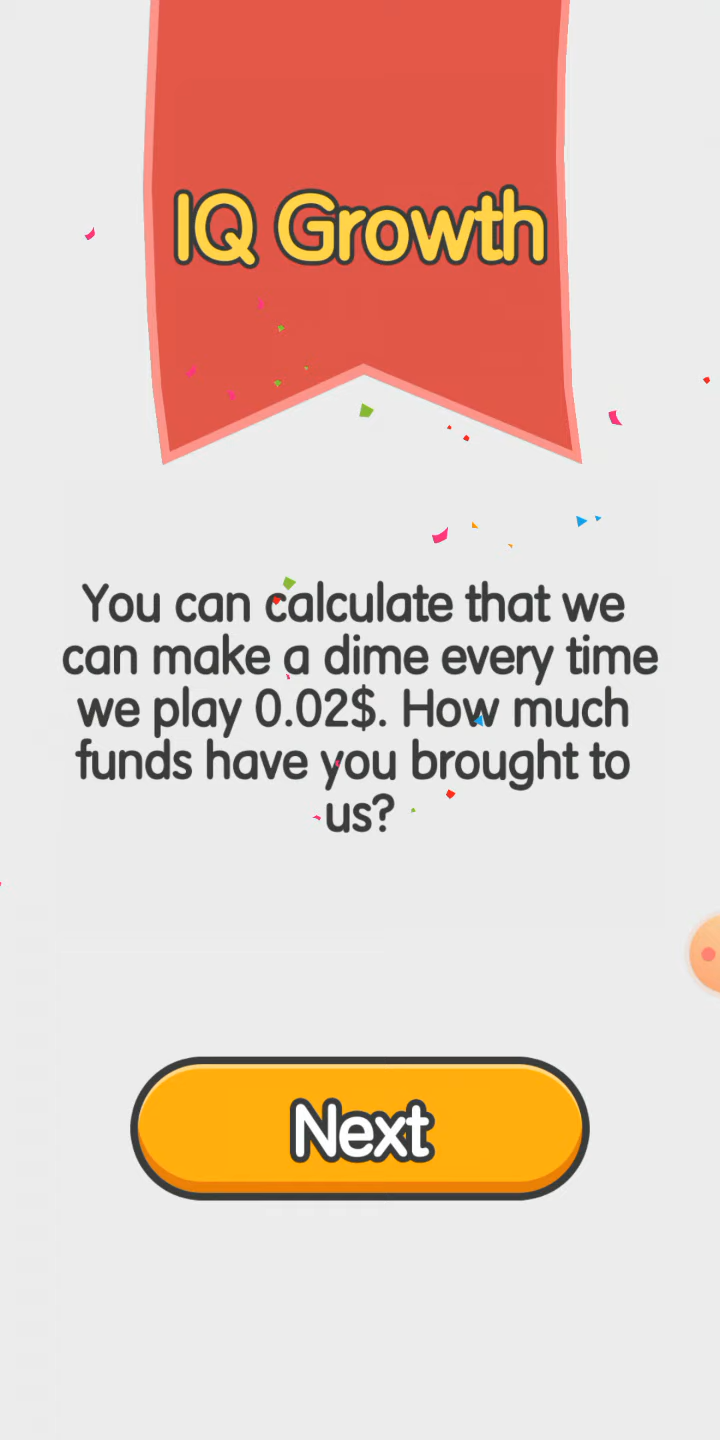 IQ Growth
You can calculate that we
can make a dime every time
we play 0.02$. How much
funds have you brought to
us?
Next